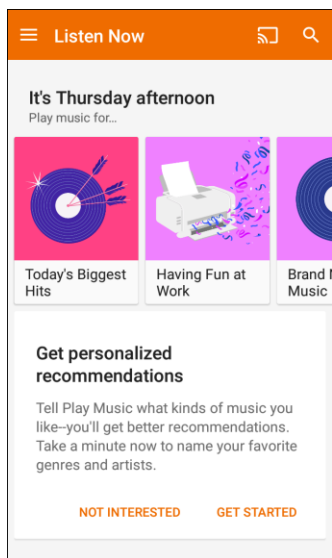 Listen Now
It's Thursday afternoon
Play music for...
Today's Biggest
Hits
Having Fun at
Work
Brand
Music
Get personalized
recommendations
Tell Play Music what kinds of music you
like--you'll get better recommendations.
Take a minute now to name your favorite
genres and artists.
NOT INTERESTED GET STARTED